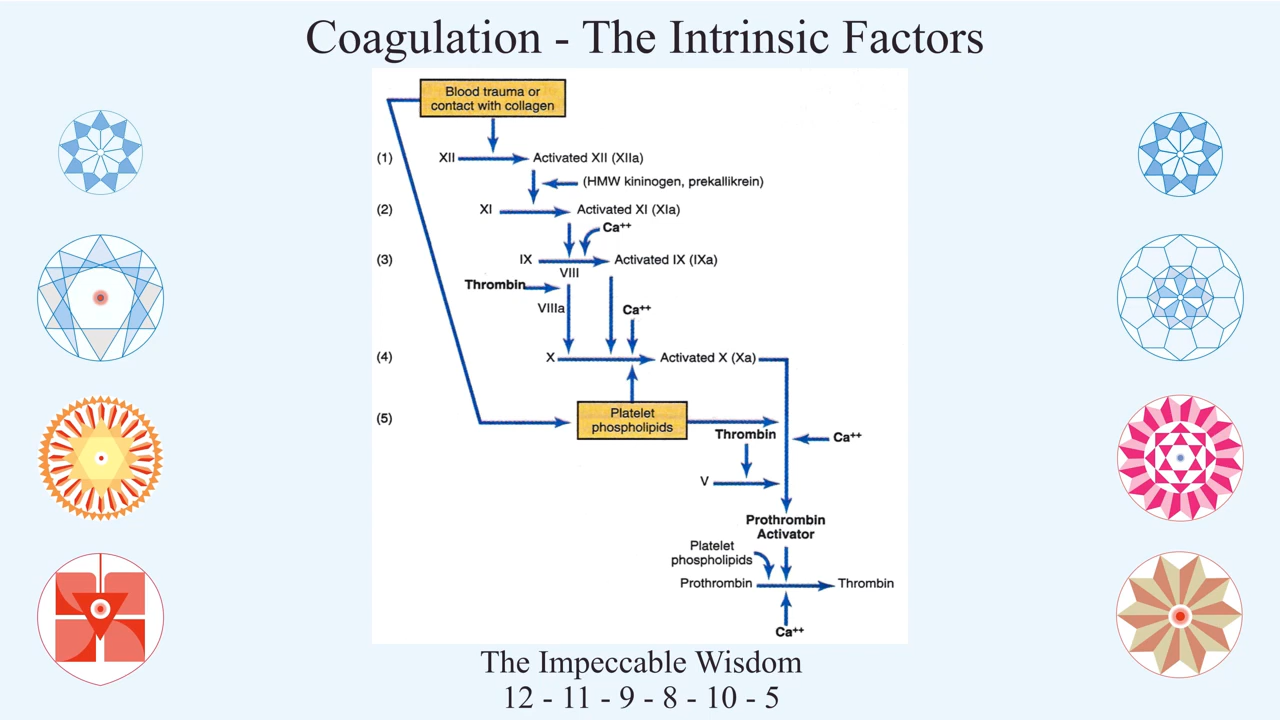 Coagulation - The Intrinsic Factors
Blood trauma or
contact with collagen
(1) XII Activated XII (XIIa)
(HMW kininogen, prekallikrein)
(2) XI Activated XI (XIa)
Ca++
(3) IX Activated IX (IXa)
VIII
Thrombin
VIIIa Ca++
(4) X Activated X (Xa)
(5) Platelet
phospholipids
Thrombin Ca++
V
Prothrombin
Activator
Platelet
phospholipids
Prothrombin Thrombin
Ca++
The Impeccable Wisdom
12 - 11 - 9 - 8 - 10 - 5